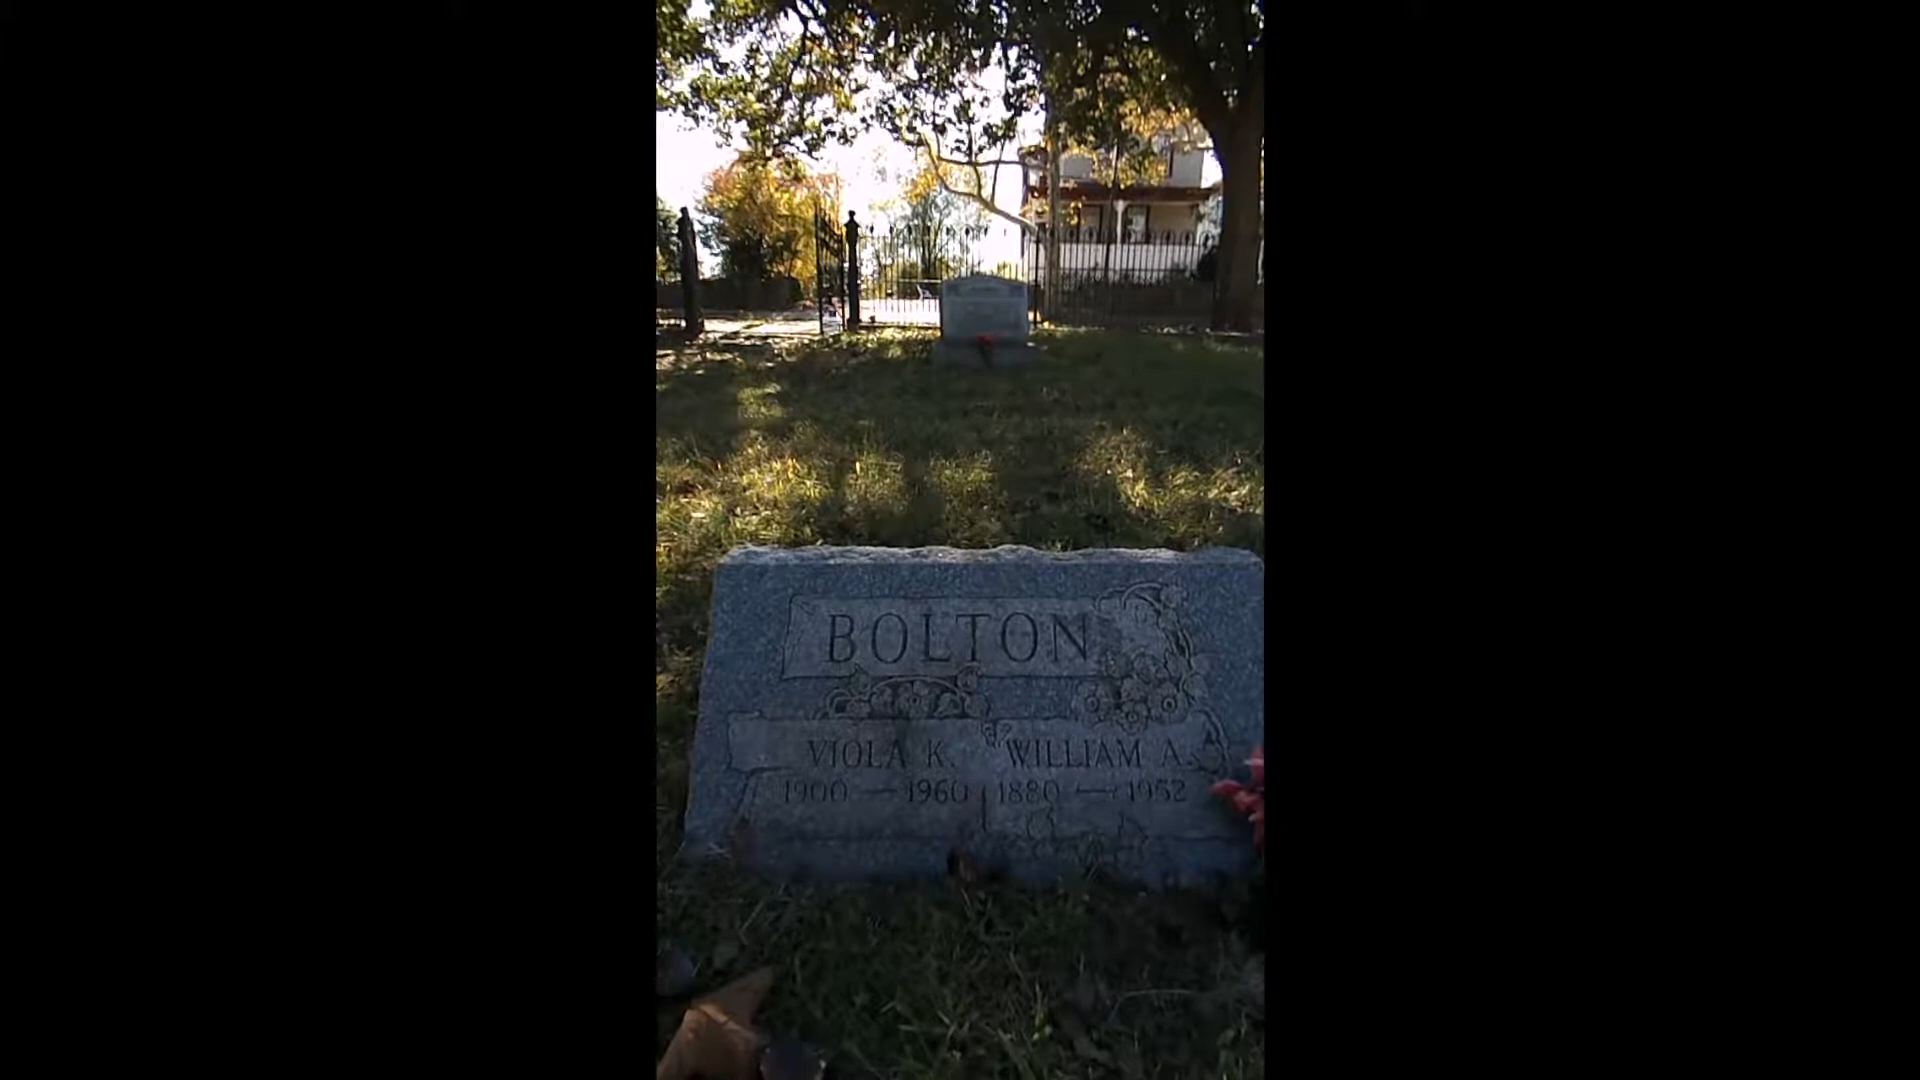 BOLTON
VIOLA K. WILLIAM A.
1900 — 1960 1880 — 1952